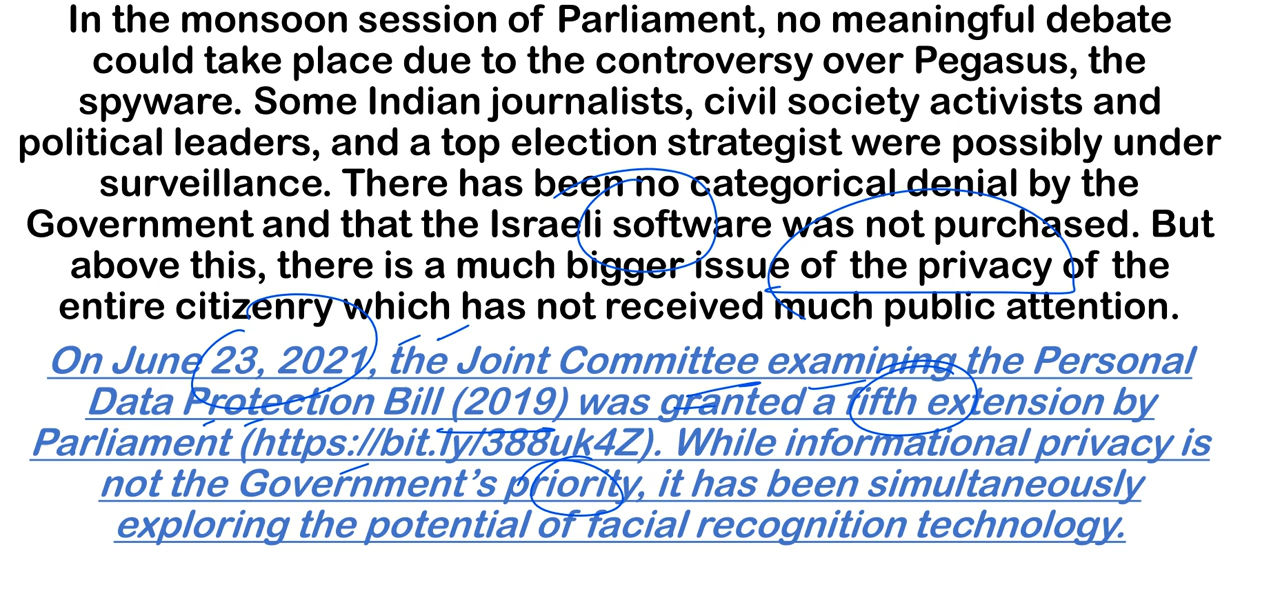 In the monsoon session of Parliament, no meaningful debate
could take place due to the controversy over Pegasus, the
spyware. Some Indian journalists, civil society activists and
political leaders, and a top election strategist were possibly under
surveillance. There has been no categorical denial by the
Government and that the Israeli software was not purchased. But
above this, there is a much bigger issue of the privacy of the
entire citizenry which has not received much public attention.
On June 23, 2021, the Joint Committee examining the Personal
Data Protection Bill (2019) was granted a fifth extension by
Parliament (https://bit.ly/388uk4Z). While informational privacy is
not the Government's priority, it has been simultaneously
exploring the potential of facial recognition technology.